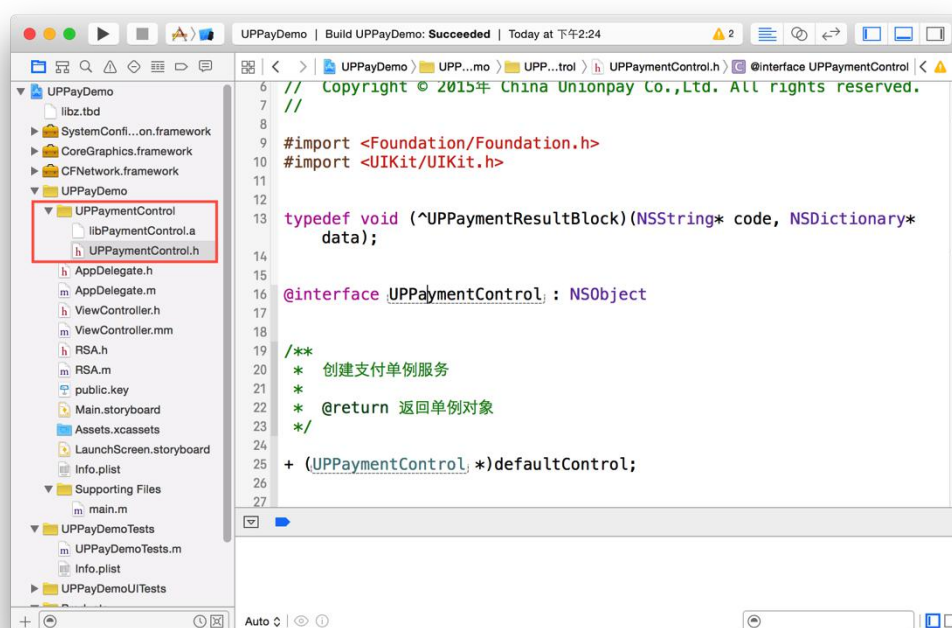 UPPayDemo | Build UPPayDemo: Succeeded | Today at 下午2:24
2
UPPayDemo
UPP...mo
UPP...trol
h UPPaymentControl.h
C @interface UPPaymentControl
UPPayDemo
libz.tbd
SystemConfi...on.framework
CoreGraphics.framework
CFNetwork.framework
UPPayDemo
UPPaymentControl
libPaymentControl.a
h UPPaymentControl.h
h AppDelegate.h
m AppDelegate.m
h ViewController.h
m ViewController.mm
h RSA.h
m RSA.m
public.key
Main.storyboard
Assets.xcassets
LaunchScreen.storyboard
Info.plist
Supporting Files
m main.m
UPPayDemoTests
m UPPayDemoTests.m
Info.plist
UPPayDemoUITests
6 // Copyright © 2015年 China Unionpay Co.,Ltd. All rights reserved.
7 //
8
9 #import <Foundation/Foundation.h>
10 #import <UIKit/UIKit.h>
11
12
13 typedef void (^UPPaymentResultBlock)(NSString* code, NSDictionary*
data);
14
15
16 @interface UPPaymentControl : NSObject
17
18
19 /**
20 * 创建支付单例服务
21 *
22 * @return 返回单例对象
23 */
24
25 + (UPPaymentControl *)defaultControl;
26
27
Auto